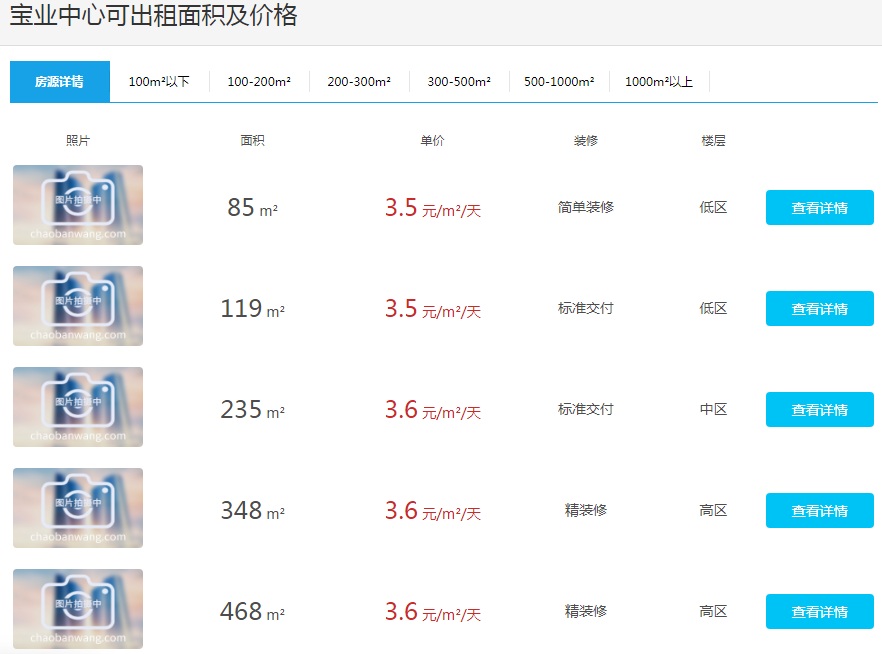 宝业中心可出租面积及价格
房源详情 100m²以下 100-200m² 200-300m² 300-500m² 500-1000m² 1000m²以上
照片 面积 单价 装修 楼层
图片拍摄中
chaobanwang.com
85 m² 3.5 元/m²/天 简单装修 低区 查看详情
图片拍摄中
chaobanwang.com
119 m² 3.5 元/m²/天 标准交付 低区 查看详情
图片拍摄中
chaobanwang.com
235 m² 3.6 元/m²/天 标准交付 中区 查看详情
图片拍摄中
chaobanwang.com
348 m² 3.6 元/m²/天 精装修 高区 查看详情
图片拍摄中
chaobanwang.com
468 m² 3.6 元/m²/天 精装修 高区 查看详情